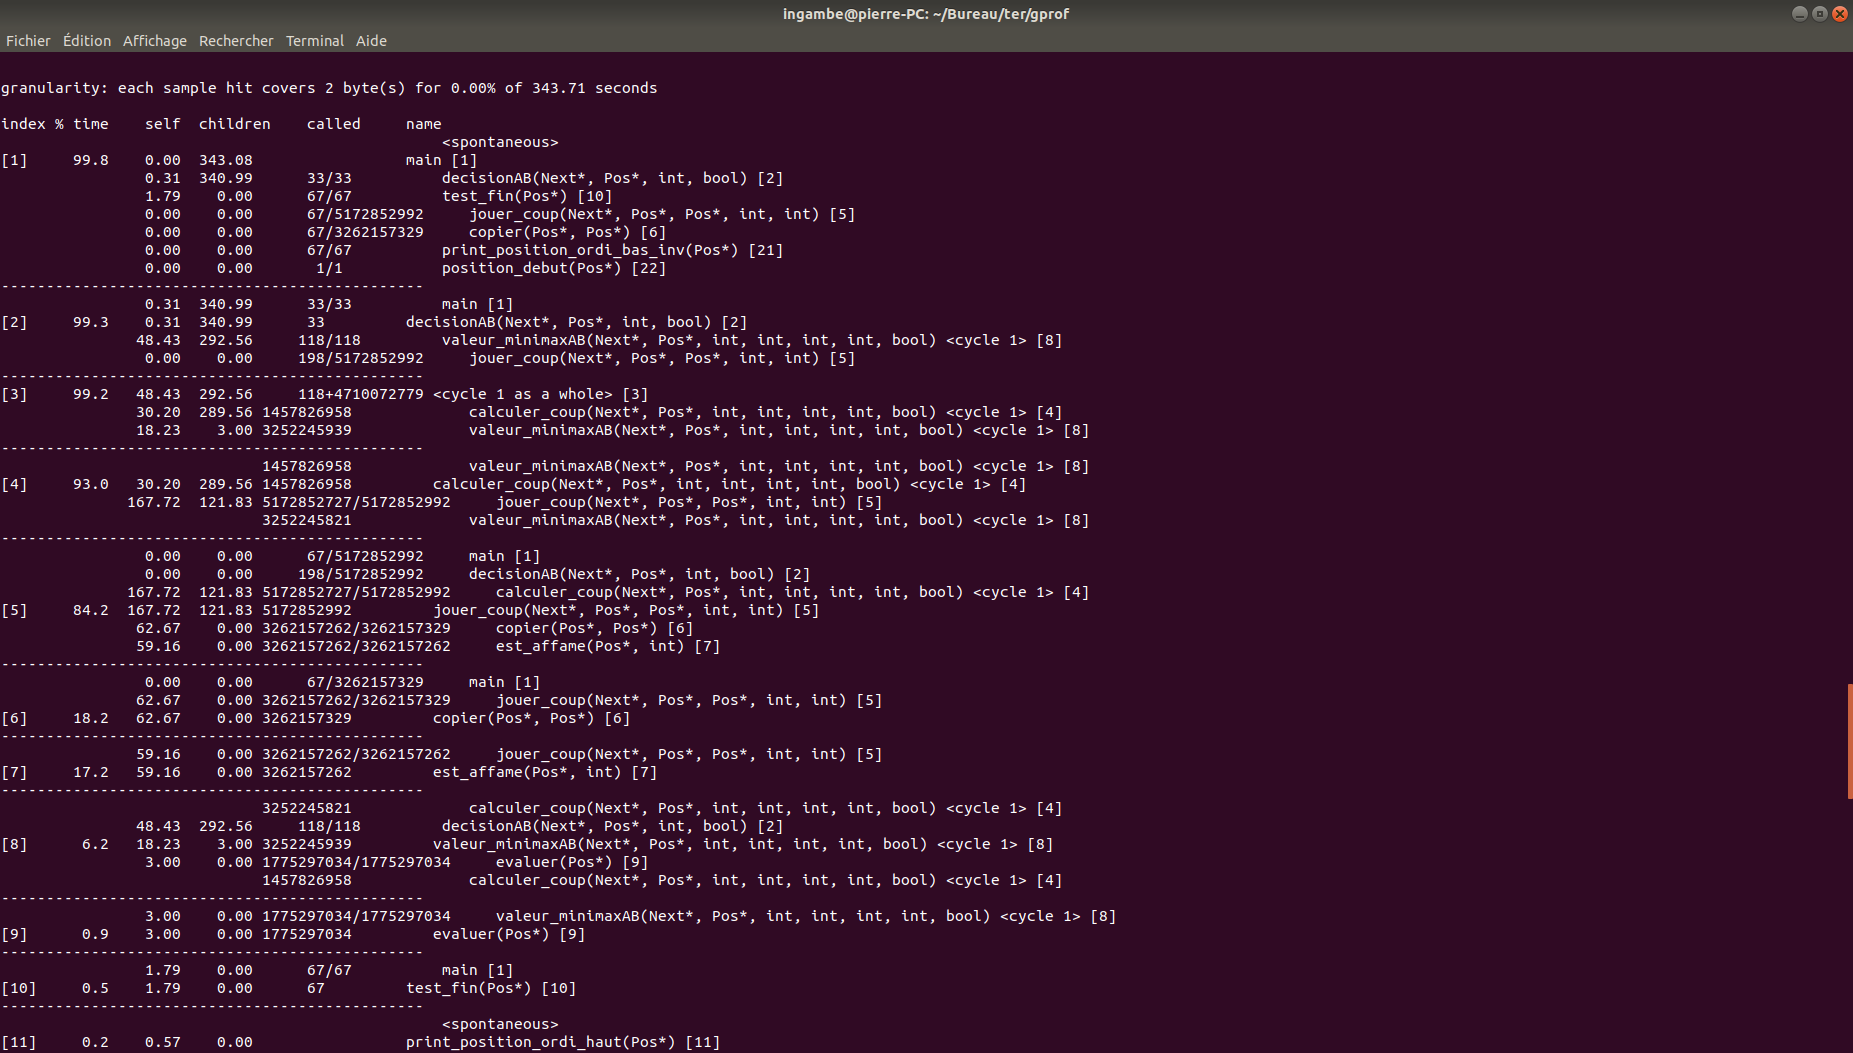 ingambe@pierre-PC: ~/Bureau/ter/gprof
Fichier Édition Affichage Rechercher Terminal Aide
granularity: each sample hit covers 2 byte(s) for 0.00% of 343.71 seconds
index % time    self  children    called     name
                                                 <spontaneous>
[1]     99.8    0.00  343.08                 main [1]
                0.31  340.99      33/33          decisionAB(Next*, Pos*, int, bool) [2]
                1.79    0.00      67/67          test_fin(Pos*) [10]
                0.00    0.00      67/5172852992     jouer_coup(Next*, Pos*, Pos*, int, int) [5]
                0.00    0.00      67/3262157329     copier(Pos*, Pos*) [6]
                0.00    0.00      67/67          print_position_ordi_bas_inv(Pos*) [21]
                0.00    0.00       1/1           position_debut(Pos*) [22]
-----------------------------------------------
                0.31  340.99      33/33          main [1]
[2]     99.3    0.31  340.99      33         decisionAB(Next*, Pos*, int, bool) [2]
               48.43  292.56     118/118         valeur_minimaxAB(Next*, Pos*, int, int, int, int, bool) <cycle 1> [8]
                0.00    0.00     198/5172852992     jouer_coup(Next*, Pos*, Pos*, int, int) [5]
-----------------------------------------------
[3]     99.2   48.43  292.56     118+4710072779 <cycle 1 as a whole> [3]
               30.20  289.56 1457826958             calculer_coup(Next*, Pos*, int, int, int, int, bool) <cycle 1> [4]
               18.23    3.00 3252245939             valeur_minimaxAB(Next*, Pos*, int, int, int, int, bool) <cycle 1> [8]
-----------------------------------------------
                             1457826958             valeur_minimaxAB(Next*, Pos*, int, int, int, int, bool) <cycle 1> [8]
[4]     93.0   30.20  289.56 1457826958         calculer_coup(Next*, Pos*, int, int, int, int, bool) <cycle 1> [4]
              167.72  121.83 5172852727/5172852992     jouer_coup(Next*, Pos*, Pos*, int, int) [5]
                             3252245821             valeur_minimaxAB(Next*, Pos*, int, int, int, int, bool) <cycle 1> [8]
-----------------------------------------------
                0.00    0.00      67/5172852992     main [1]
                0.00    0.00     198/5172852992     decisionAB(Next*, Pos*, int, bool) [2]
              167.72  121.83 5172852727/5172852992     calculer_coup(Next*, Pos*, int, int, int, int, bool) <cycle 1> [4]
[5]     84.2  167.72  121.83 5172852992         jouer_coup(Next*, Pos*, Pos*, int, int) [5]
               62.67    0.00 3262157262/3262157329     copier(Pos*, Pos*) [6]
               59.16    0.00 3262157262/3262157262     est_affame(Pos*, int) [7]
-----------------------------------------------
                0.00    0.00      67/3262157329     main [1]
               62.67    0.00 3262157262/3262157329     jouer_coup(Next*, Pos*, Pos*, int, int) [5]
[6]     18.2   62.67    0.00 3262157329         copier(Pos*, Pos*) [6]
-----------------------------------------------
               59.16    0.00 3262157262/3262157262     jouer_coup(Next*, Pos*, Pos*, int, int) [5]
[7]     17.2   59.16    0.00 3262157262         est_affame(Pos*, int) [7]
-----------------------------------------------
                             3252245821             calculer_coup(Next*, Pos*, int, int, int, int, bool) <cycle 1> [4]
               48.43  292.56     118/118         decisionAB(Next*, Pos*, int, bool) [2]
[8]      6.2   18.23    3.00 3252245939         valeur_minimaxAB(Next*, Pos*, int, int, int, int, bool) <cycle 1> [8]
                3.00    0.00 1775297034/1775297034     evaluer(Pos*) [9]
                             1457826958             calculer_coup(Next*, Pos*, int, int, int, int, bool) <cycle 1> [4]
-----------------------------------------------
                3.00    0.00 1775297034/1775297034     valeur_minimaxAB(Next*, Pos*, int, int, int, int, bool) <cycle 1> [8]
[9]      0.9    3.00    0.00 1775297034         evaluer(Pos*) [9]
-----------------------------------------------
                1.79    0.00      67/67          main [1]
[10]     0.5    1.79    0.00      67         test_fin(Pos*) [10]
-----------------------------------------------
                                                 <spontaneous>
[11]     0.2    0.57    0.00                 print_position_ordi_haut(Pos*) [11]